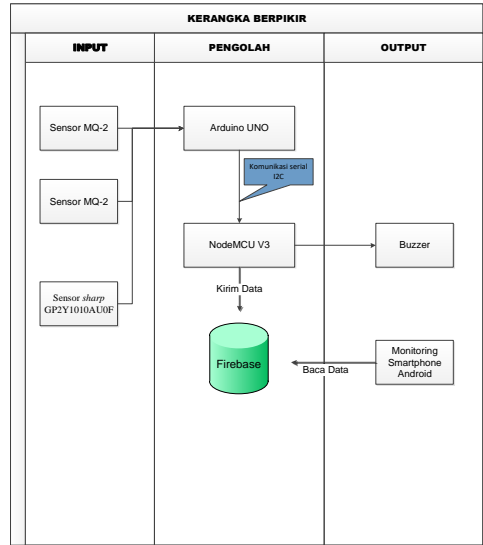 KERANGKA BERPIKIR
INPUT
PENGOLAH
OUTPUT
Sensor MQ-2
Arduino UNO
Komunikasi serial
I2C
Sensor MQ-2
NodeMCU V3
Buzzer
Kirim Data
Sensor sharp
GP2Y1010AU0F
Firebase
Baca Data
Monitoring
Smartphone
Android